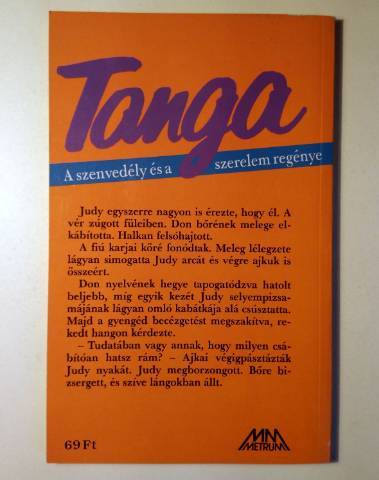 Tanga
A szenvedély és a szerelem regénye
Judy egyszerre nagyon is érezte, hogy él. A
vér zúgott füleiben. Don bőrének melege el-
kábította. Halkan felsóhajtott.
A fiú karjai köré fonódtak. Meleg lélegzete
lágyan simogatta Judy arcát és végre ajkuk is
összeért.
Don nyelvének hegye tapogatódzva hatolt
beljebb, míg egyik kezét Judy selyempizsa-
májának lágyan omló kabátkája alá csúsztatta.
Majd a gyengéd becézgetést megszakítva, re-
kedt hangon kérdezte.
– Tudatában vagy annak, hogy milyen csá-
bítóan hatsz rám? – Ajkai végigpásztázták
Judy nyakát. Judy megborzongott. Bőre bi-
zsergett, és szíve lángokban állt.
69 Ft
MM
METRUM